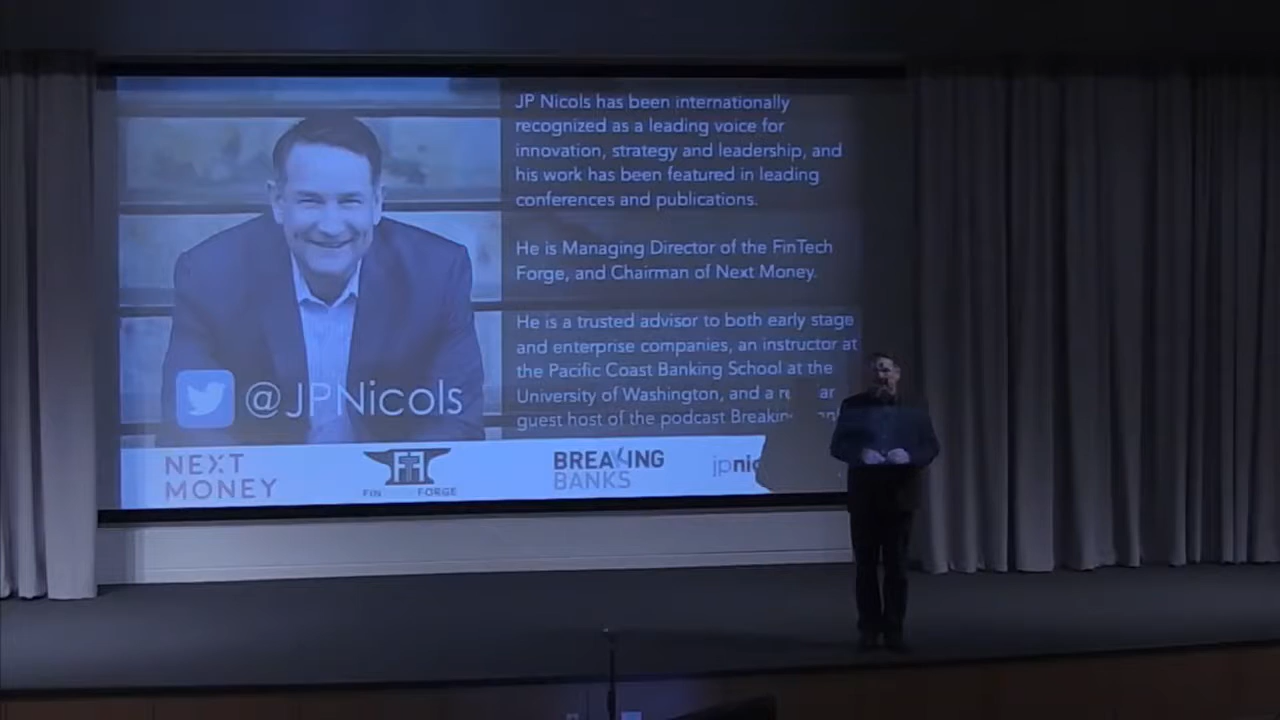 JP Nicols has been internationally
recognized as a leading voice for
innovation, strategy and leadership, and
his work has been featured in leading
conferences and publications.
He is Managing Director of the FinTech
Forge, and Chairman of Next Money.
He is a trusted advisor to both early stage
and enterprise companies, an instructor at
the Pacific Coast Banking School at the
University of Washington, and a
guest host of the podcast
@JPNicols
NEXT
MONEY
FIN FORGE
BREAKING
BANKS